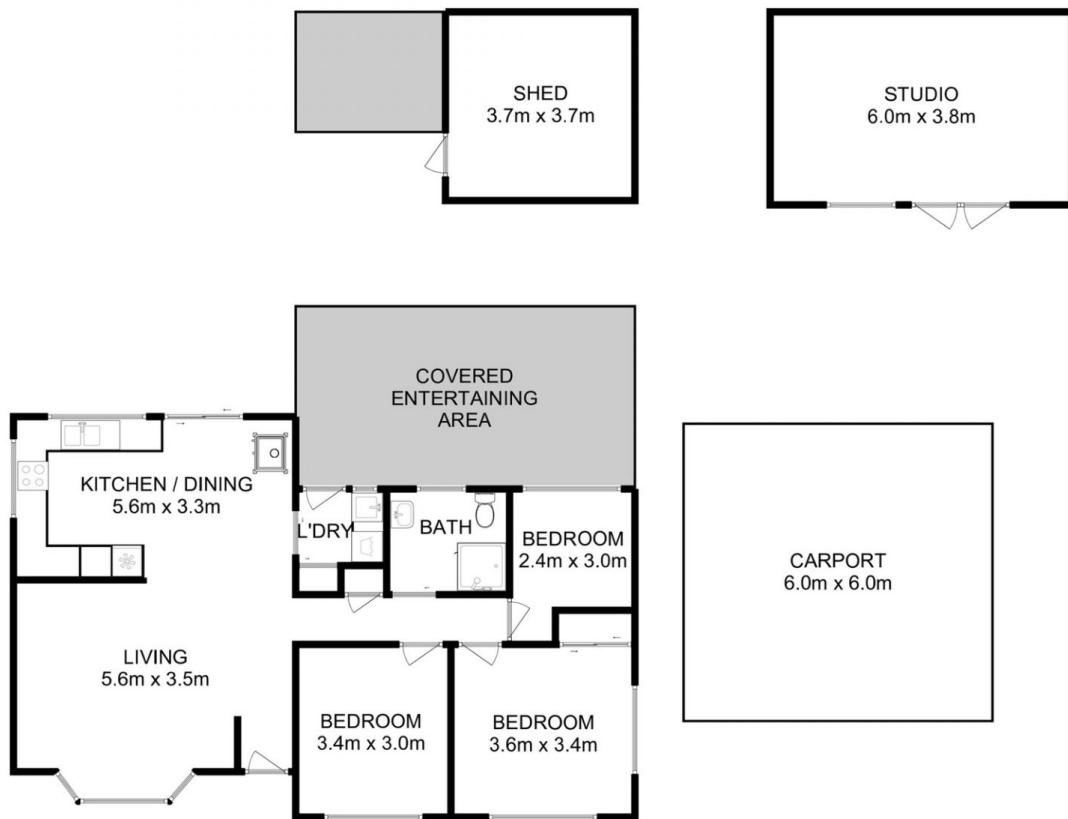 SHED
3.7m x 3.7m
STUDIO
6.0m x 3.8m
COVERED
ENTERTAINING
AREA
KITCHEN / DINING
5.6m x 3.3m
L'DRY
BATH
BEDROOM
2.4m x 3.0m
CARPORT
6.0m x 6.0m
LIVING
5.6m x 3.5m
BEDROOM
3.4m x 3.0m
BEDROOM
3.6m x 3.4m